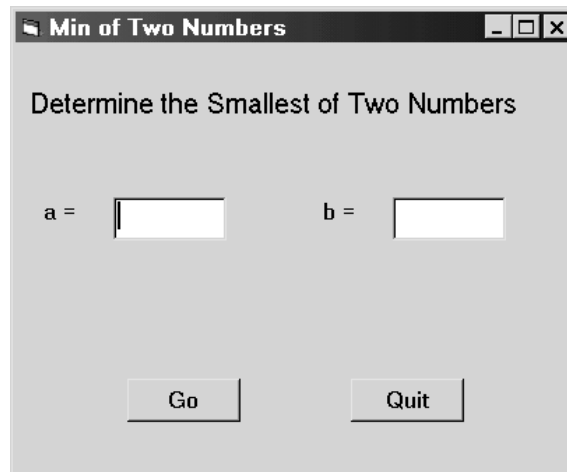 Min of Two Numbers
Determine the Smallest of Two Numbers
a =
b =
Go
Quit